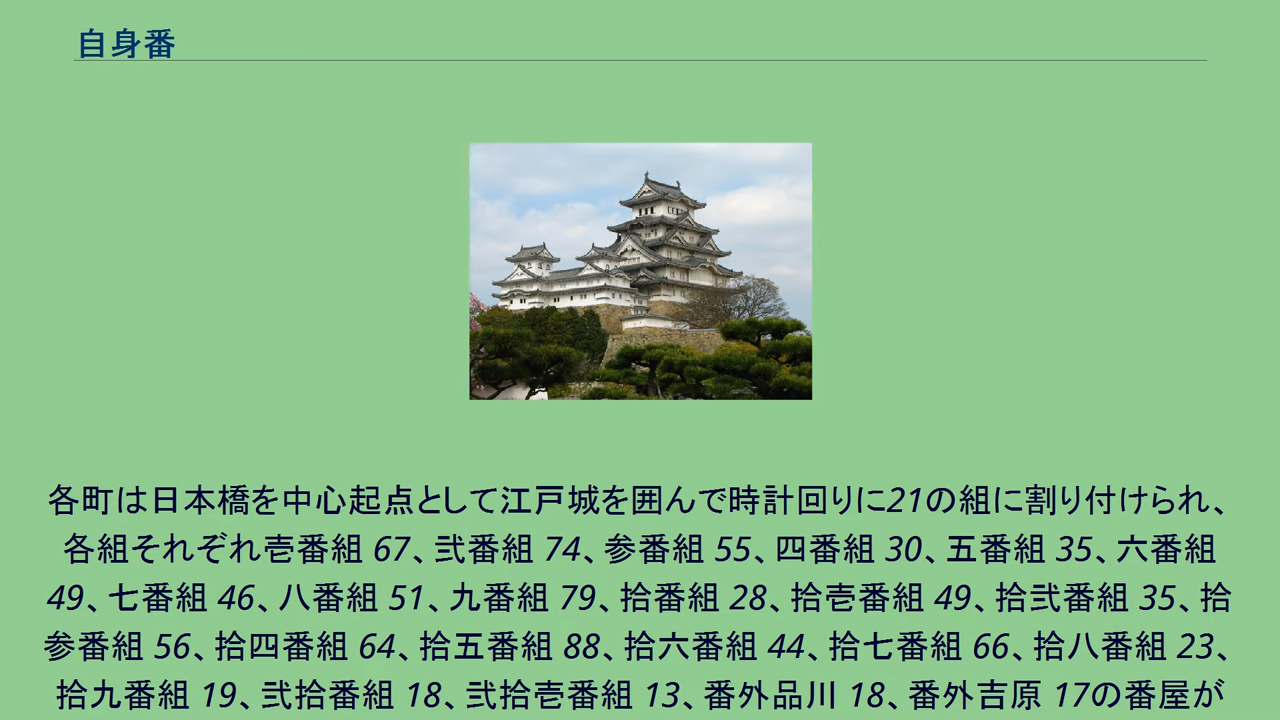 自身番
各町は日本橋を中心起点として江戸城を囲んで時計回りに21の組に割り付けられ、
各組それぞれ壱番組 67、弐番組 74、参番組 55、四番組 30、五番組 35、六番組
49、七番組 46、八番組 51、九番組 79、拾番組 28、拾壱番組 49、拾弐番組 35、拾
参番組 56、拾四番組 64、拾五番組 88、拾六番組 44、拾七番組 66、拾八番組 23、
拾九番組 19、弐拾番組 18、弐拾壱番組 13、番外品川 18、番外吉原 17の番屋が